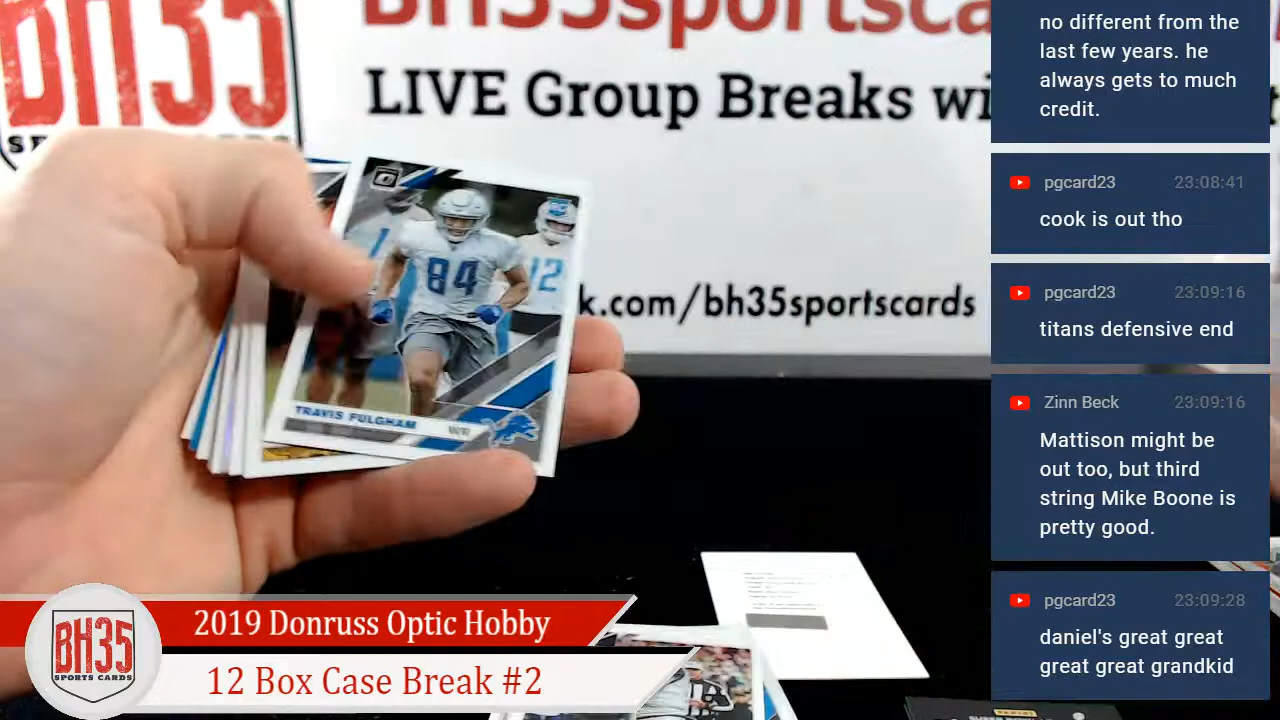 BH35
BH35sportsca
LIVE Group Breaks wi
k.com/bh35sportscards
84
12
TRAVIS FULGHAM
WR
no different from the
last few years. he
always gets to much
credit.
pgcard23 23:08:41
cook is out tho
pgcard23 23:09:16
titans defensive end
Zinn Beck 23:09:16
Mattison might be
out too, but third
string Mike Boone is
pretty good.
pgcard23 23:09:28
daniel's great great
great great grandkid
BH35
SPORTS CARDS
2019 Donruss Optic Hobby
12 Box Case Break #2